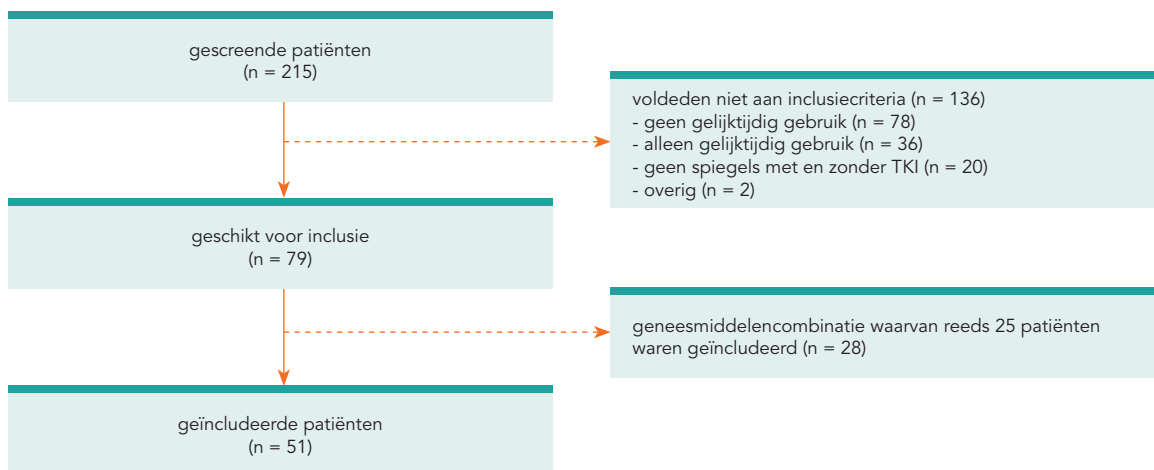 gescreende patiënten
(n = 215)
voldeden niet aan inclusiecriteria (n = 136)
- geen gelijktijdig gebruik (n = 78)
- alleen gelijktijdig gebruik (n = 36)
- geen spiegels met en zonder TKI (n = 20)
- overig (n = 2)
geschikt voor inclusie
(n = 79)
geneesmiddelencombinatie waarvan reeds 25 patiënten
waren geïncludeerd (n = 28)
geïncludeerde patiënten
(n = 51)